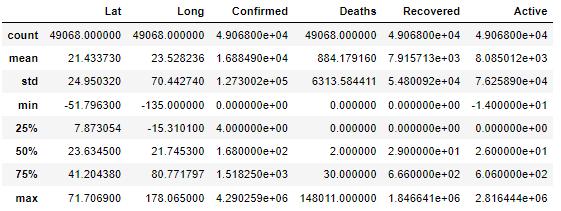 Lat Long Confirmed Deaths Recovered Active
count 49068.000000 49068.000000 4.906800e+04 49068.000000 4.906800e+04 4.906800e+04
mean 21.433730 23.528236 1.688490e+04 884.179160 7.915713e+03 8.085012e+03
std 24.950320 70.442740 1.273002e+05 6313.584411 5.480092e+04 7.625890e+04
min -51.796300 -135.000000 0.000000e+00 0.000000 0.000000e+00 -1.400000e+01
25% 7.873054 -15.310100 4.000000e+00 0.000000 0.000000e+00 0.000000e+00
50% 23.634500 21.745300 1.680000e+02 2.000000 2.900000e+01 2.600000e+01
75% 41.204380 80.771797 1.518250e+03 30.000000 6.660000e+02 6.060000e+02
max 71.706900 178.065000 4.290259e+06 148011.000000 1.846641e+06 2.816444e+06